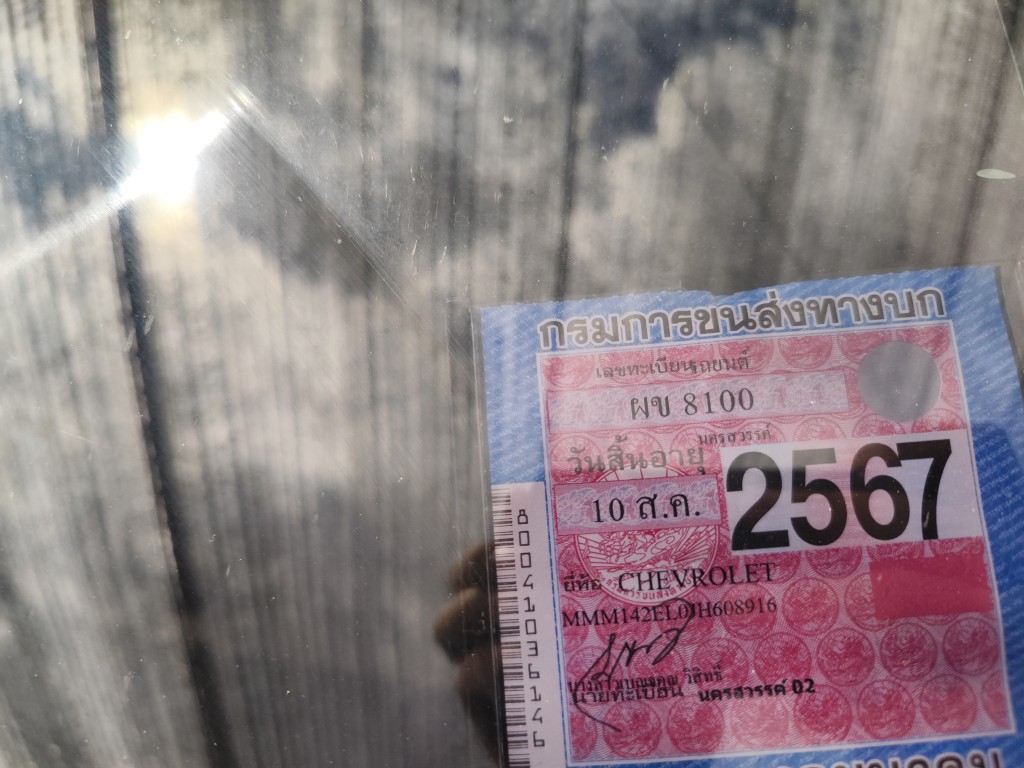 กรมการขนส่งทางบก
เลขทะเบียนรถยนต์
ผข 8100
นครสวรรค์
วันสิ้นอายุ
10 ส.ค.
2567
ยี่ห้อ CHEVROLET
MMM142EL0JH608916
นายทะเบียน นครสวรรค์ 02
800410361446